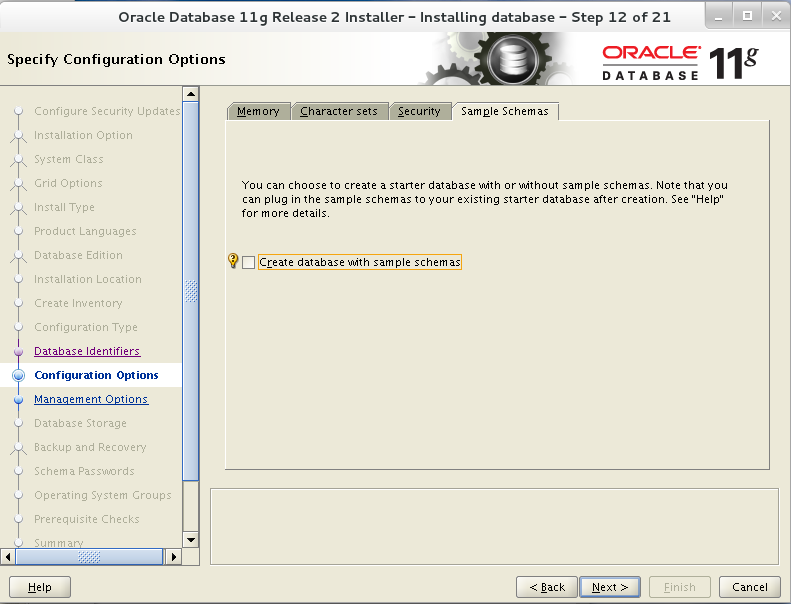 Oracle Database 11g Release 2 Installer - Installing database - Step 12 of 21
Specify Configuration Options
ORACLE
DATABASE
11g
Configure Security Updates
Installation Option
System Class
Grid Options
Install Type
Product Languages
Database Edition
Installation Location
Create Inventory
Configuration Type
Database Identifiers
Configuration Options
Management Options
Database Storage
Backup and Recovery
Schema Passwords
Operating System Groups
Prerequisite Checks
Summary
Memory
Character sets
Security
Sample Schemas
You can choose to create a starter database with or without sample schemas. Note that you
can plug in the sample schemas to your existing starter database after creation. See "Help"
for more details.
Create database with sample schemas
Help
< Back
Next >
Finish
Cancel